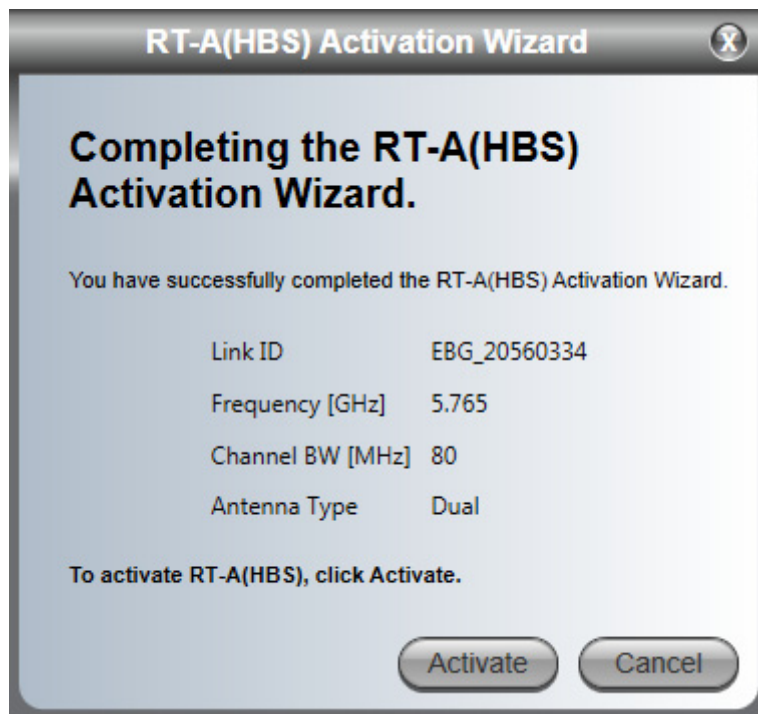 RT-A(HBS) Activation Wizard X
Completing the RT-A(HBS)
Activation Wizard.
You have successfully completed the RT-A(HBS) Activation Wizard.
Link ID EBG_20560334
Frequency [GHz] 5.765
Channel BW [MHz] 80
Antenna Type Dual
To activate RT-A(HBS), click Activate.
Activate Cancel